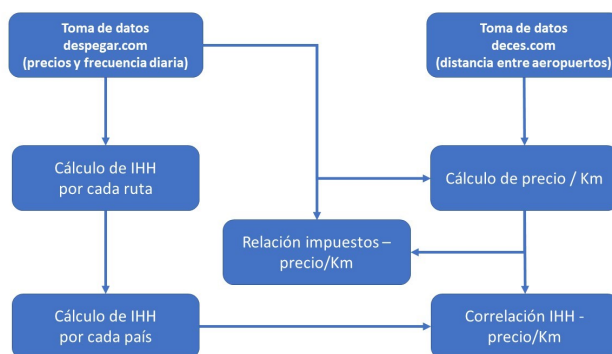 Toma de datos
despegar.com
(precios y frecuencia diaria)
Toma de datos
deces.com
(distancia entre aeropuertos)
Cálculo de IHH
por cada ruta
Cálculo de precio / Km
Relación impuestos –
precio/Km
Cálculo de IHH
por cada país
Correlación IHH -
precio/Km